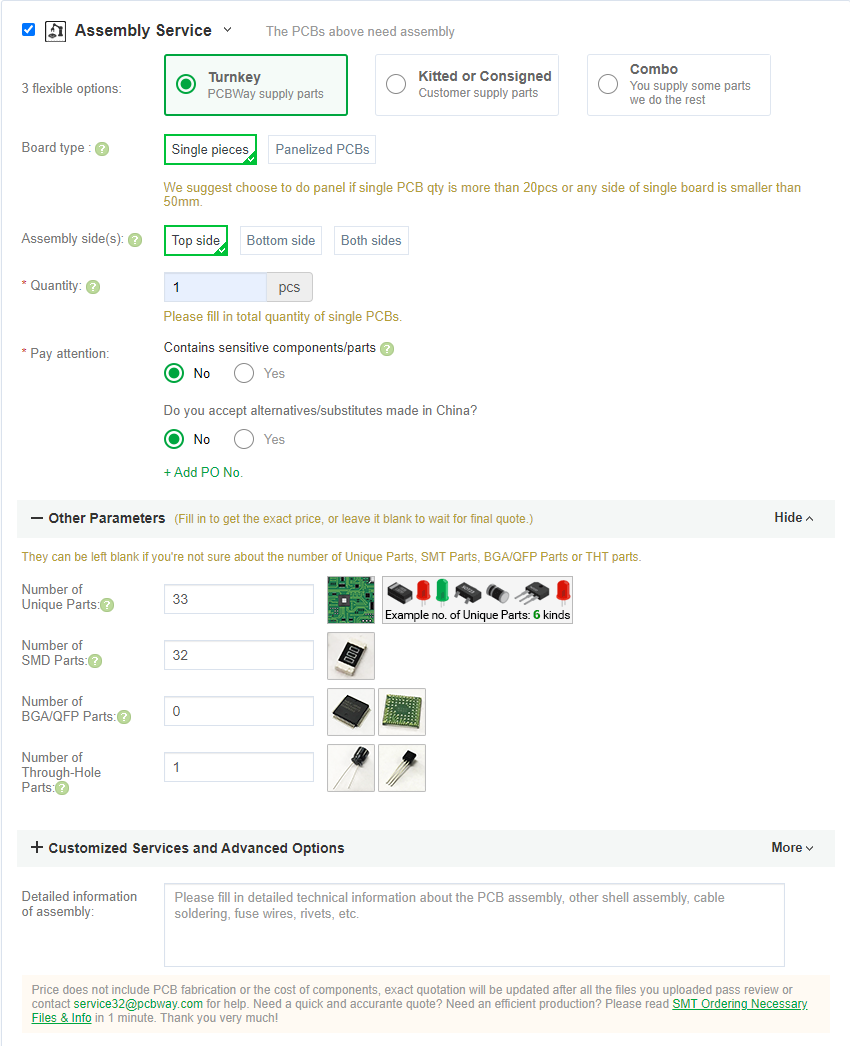 Assembly Service The PCBs above need assembly
3 flexible options:
Turnkey
PCBWay supply parts
Kitted or Consigned
Customer supply parts
Combo
You supply some parts
we do the rest
Board type : ?
Single pieces Panelized PCBs
We suggest choose to do panel if single PCB qty is more than 20pcs or any side of single board is smaller than
50mm.
Assembly side(s): ? Top side Bottom side Both sides
* Quantity: ? 1 pcs
Please fill in total quantity of single PCBs.
* Pay attention:
Contains sensitive components/parts ?
No Yes
Do you accept alternatives/substitutes made in China?
No Yes
+ Add PO No.
Other Parameters (Fill in to get the exact price, or leave it blank to wait for final quote.) Hide
They can be left blank if you're not sure about the number of Unique Parts, SMT Parts, BGA/QFP Parts or THT parts.
Number of
Unique Parts: ?
33
Example no. of Unique Parts: 6 kinds
Number of
SMD Parts: ?
32
Number of
BGA/QFP Parts: ?
0
Number of
Through-Hole
Parts: ?
1
Customized Services and Advanced Options More
Detailed information
of assembly:
Please fill in detailed technical information about the PCB assembly, other shell assembly, cable
soldering, fuse wires, rivets, etc.
Price does not include PCB fabrication or the cost of components, exact quotation will be updated after all the files you uploaded pass review or
contact service32@pcbway.com for help. Need a quick and accurante quote? Need an efficient production? Please read SMT Ordering Necessary
Files & Info in 1 minute. Thank you very much!